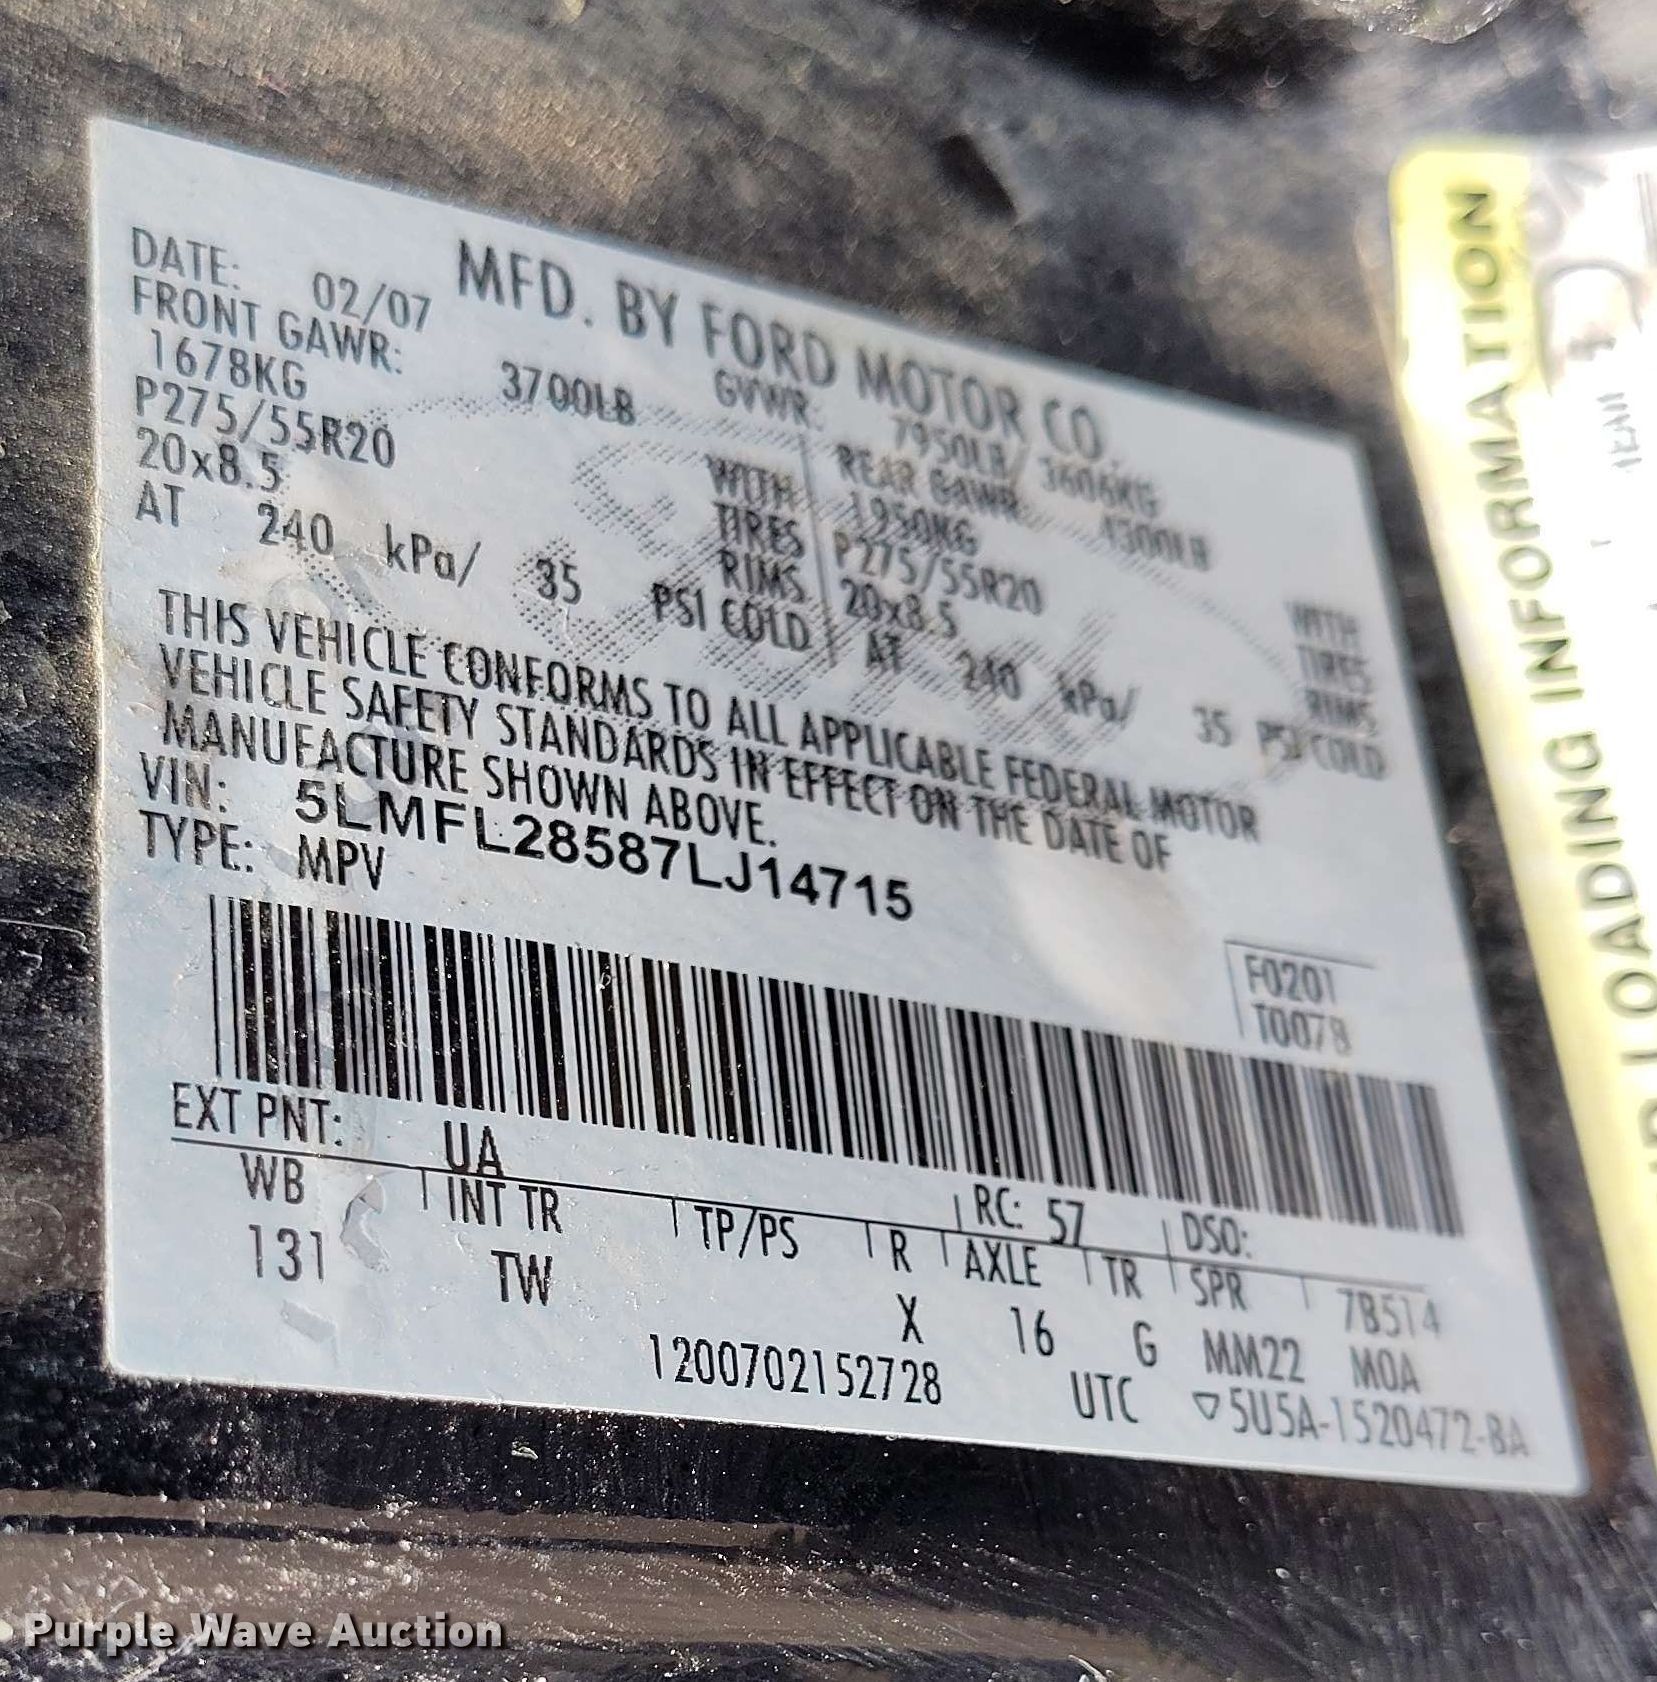 MFD. BY FORD MOTOR CO.
DATE: 02/07 GVWR: 7950LB/ 3606KG
FRONT GAWR: 3700LB REAR GAWR: 4300LB
1678KG WITH 1950KG WITH
P275/55R20 TIRES P275/55R20 TIRES
20x8.5 RIMS 20x8.5 RIMS
AT 240 kPa/ 35 PSI COLD AT 240 kPa/ 35 PSI COLD
THIS VEHICLE CONFORMS TO ALL APPLICABLE FEDERAL MOTOR
VEHICLE SAFETY STANDARDS IN EFFECT ON THE DATE OF
MANUFACTURE SHOWN ABOVE.
VIN: 5LMFL28587LJ14715
TYPE: MPV
F0201
T0078
EXT PNT: UA RC: 57 DSO:
WB INT TR TP/PS R AXLE TR SPR 7B514
131 TW X 16 G MM22 MOA
1200702152728 UTC ▽5U5A-1520472-BA
LOADING INFORMATION
Purple Wave Auction